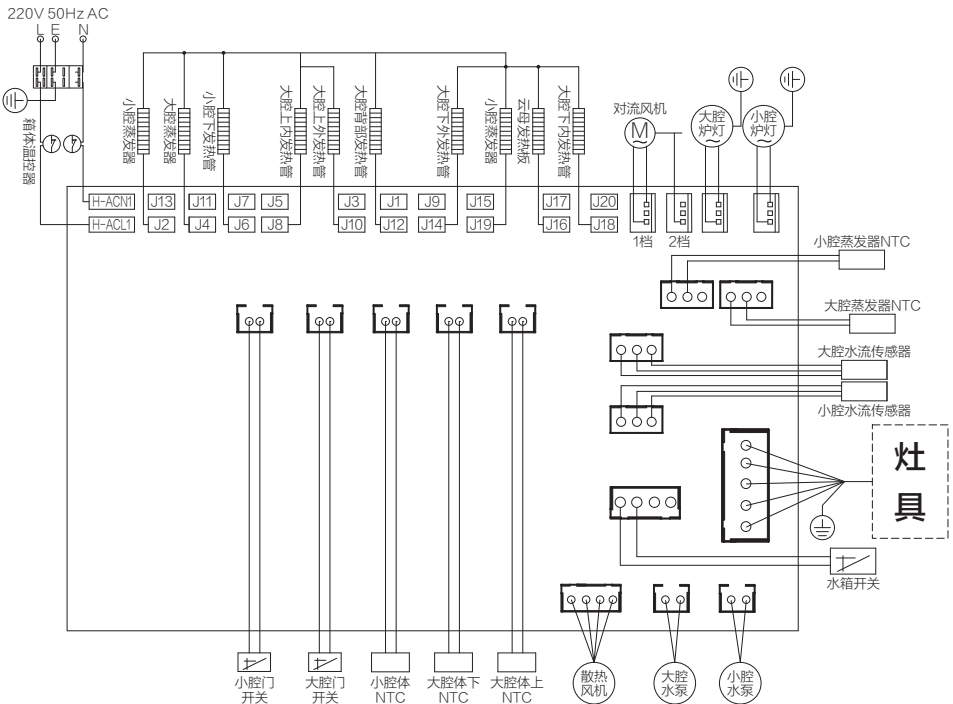 220V 50Hz AC
L E N
箱体温控器
小腔蒸发器
大腔蒸发器
小腔下发热管
大腔上内发热管
大腔上外发热管
大腔背部发热管
大腔下外发热管
小腔蒸发器
云母发热板
大腔下内发热管
对流风机
M
大腔
炉灯
小腔
炉灯
H-ACN1 J13 J11 J7 J5 J3 J1 J9 J15 J17 J20
H-ACL1 J2 J4 J6 J8 J10 J12 J14 J19 J16 J18
1档 2档
小腔蒸发器NTC
大腔蒸发器NTC
大腔水流传感器
小腔水流传感器
灶
具
水箱开关
小腔门
开关
大腔门
开关
小腔体
NTC
大腔体下
NTC
大腔体上
NTC
散热
风机
大腔
水泵
小腔
水泵